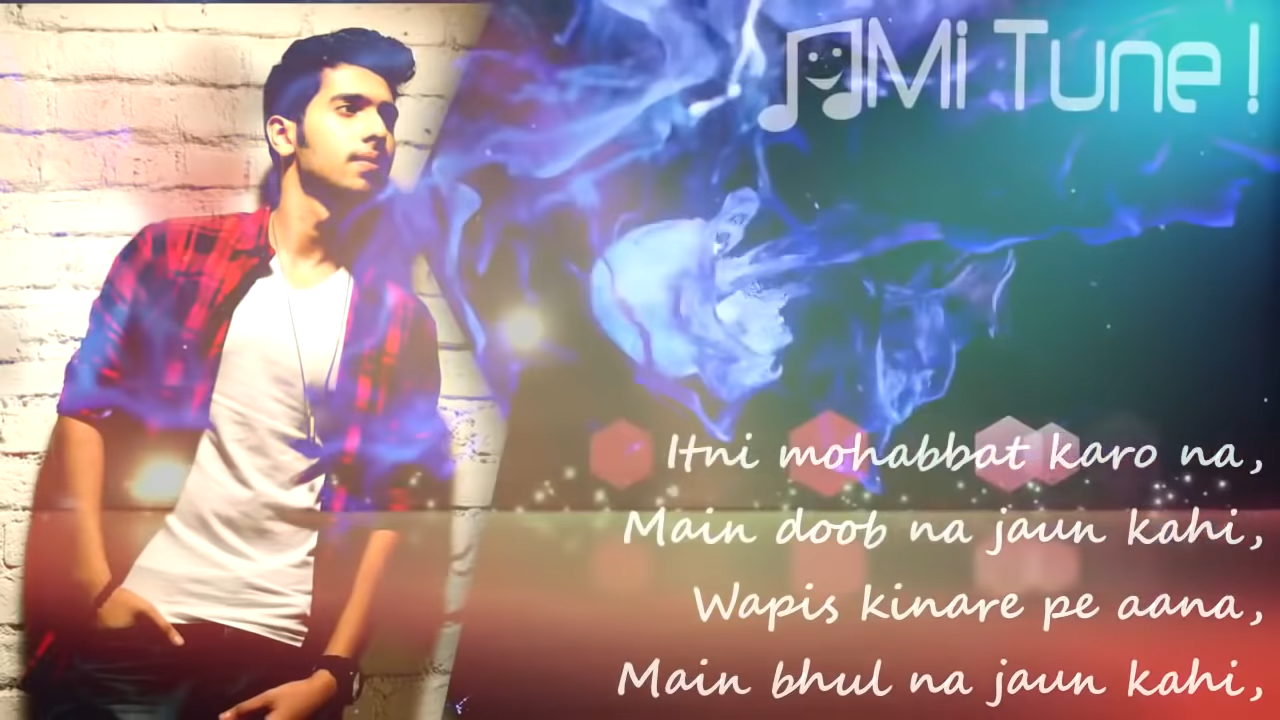 Mi Tune !
Itni mohabbat karo na,
Main doob na jaun kahi,
Wapis kinare pe aana,
Main bhul na jaun kahi,